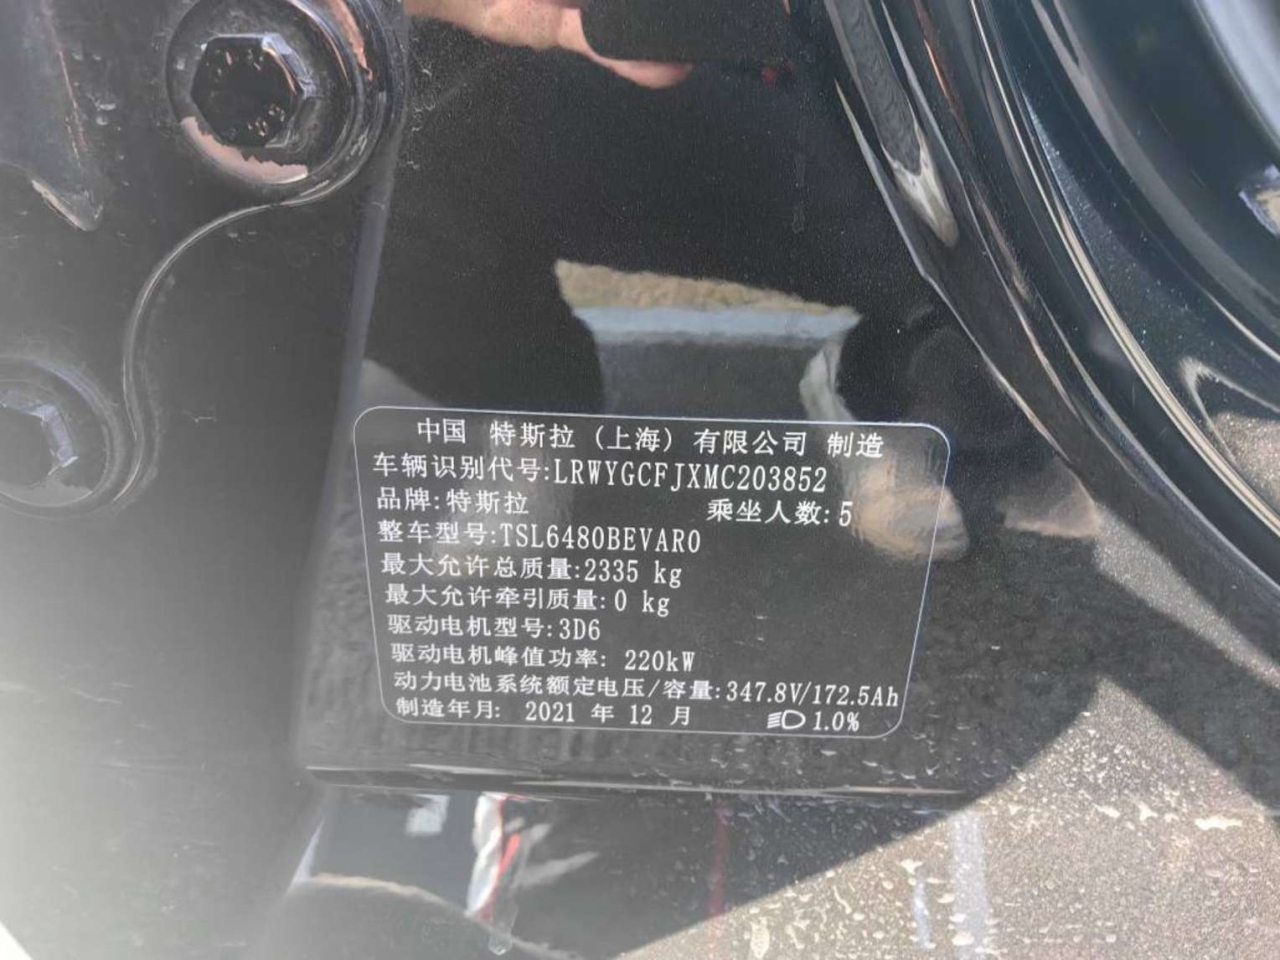 中国 特斯拉 (上海) 有限公司 制造
车辆识别代号:LRWYGCFJXMC203852
品牌:特斯拉 乘坐人数:5
整车型号:TSL6480BEVAR0
最大允许总质量:2335 kg
最大允许牵引质量:0 kg
驱动电机型号:3D6
驱动电机峰值功率: 220kW
动力电池系统额定电压/容量:347.8V/172.5Ah
制造年月: 2021 年 12 月 1.0%